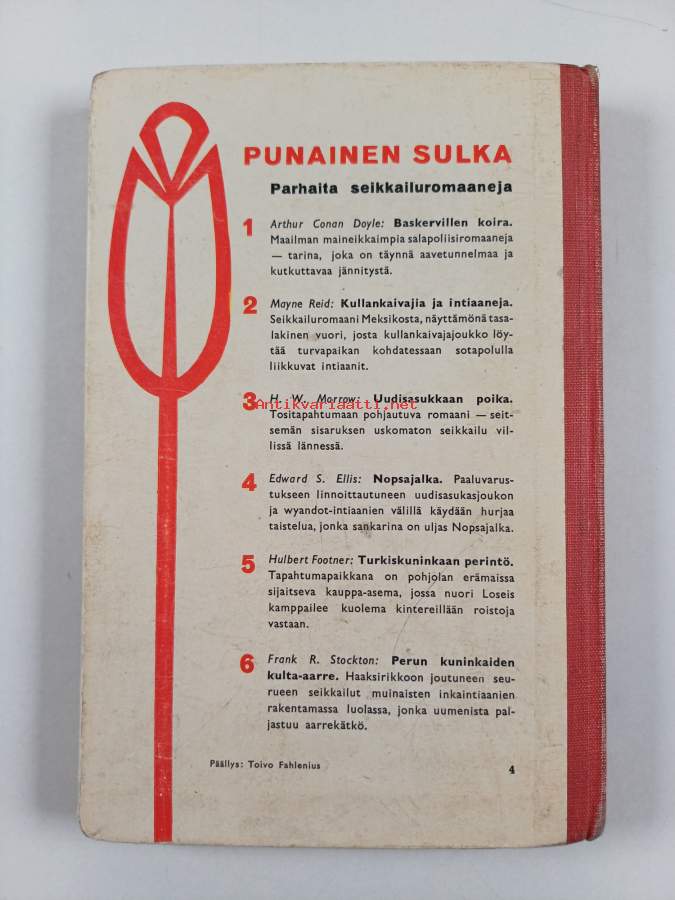 PUNAINEN SULKA
Parhaita seikkailuromaaneja
1 Arthur Conan Doyle: Baskervillen koira.
Maailman maineikkaimpia salapoliisiromaaneja
— tarina, joka on täynnä aavetunnelmaa ja
kutkuttavaa jännitystä.
2 Mayne Reid: Kullankaivajia ja intiaaneja.
Seikkailuromaani Meksikosta, näyttämönä tasa-
lakinen vuori, josta kullankaivajajoukko löy-
tää turvapaikan kohdatessaan sotapolulla
liikkuvat intiaanit.
3 H. W. Morrow: Uudisasukkaan poika.
Antikvariaatti.net
Tositapahtumaan pohjautuva romaani — seit-
semän sisaruksen uskomaton seikkailu vil-
lissä lännessä.
4 Edward S. Ellis: Nopsajalka. Paaluvarus-
tukseen linnoittautuneen uudisasukasjoukon
ja wyandot-intiaanien välillä käydään hurjaa
taistelua, jonka sankarina on uljas Nopsajalka.
5 Hulbert Footner: Turkiskuninkaan perintö.
Tapahtumapaikkana on pohjolan erämaissa
sijaitseva kauppa-asema, jossa nuori Loseis
kamppailee kuolema kintereillään roistoja
vastaan.
6 Frank R. Stockton: Perun kuninkaiden
kulta-aarre. Haaksirikkoon joutuneen seu-
rueen seikkailut muinaisten inkaintiaanien
rakentamassa luolassa, jonka uumenista pal-
jastuu aarrekätkö.
Päällys: Toivo Fahlenius 4